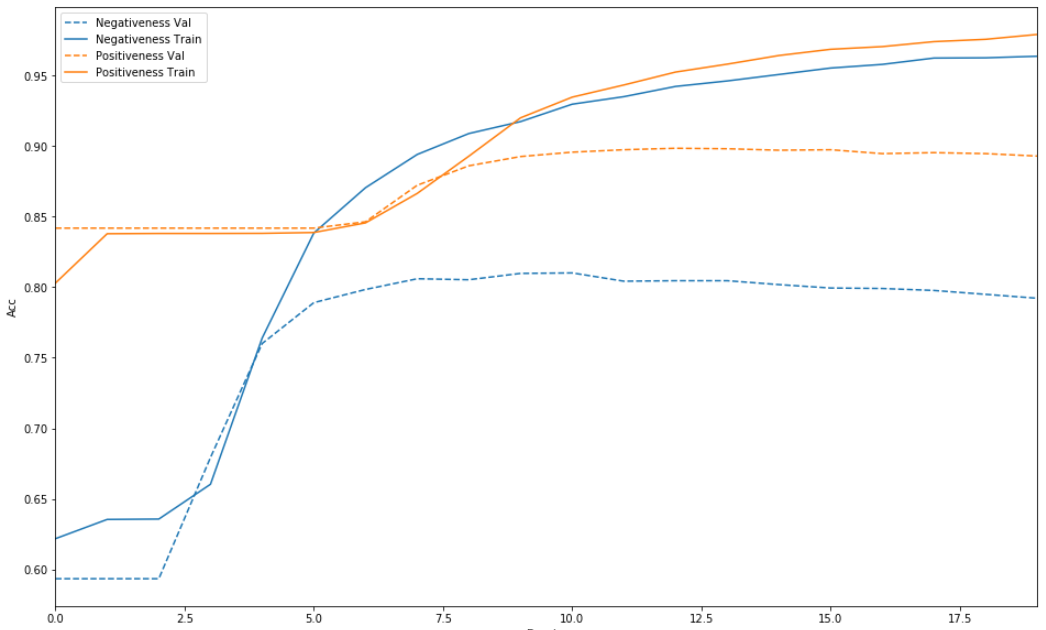 Negativeness Val
Negativeness Train
Positiveness Val
Positiveness Train
Acc
0.95
0.90
0.85
0.80
0.75
0.70
0.65
0.60
0.0 2.5 5.0 7.5 10.0 12.5 15.0 17.5